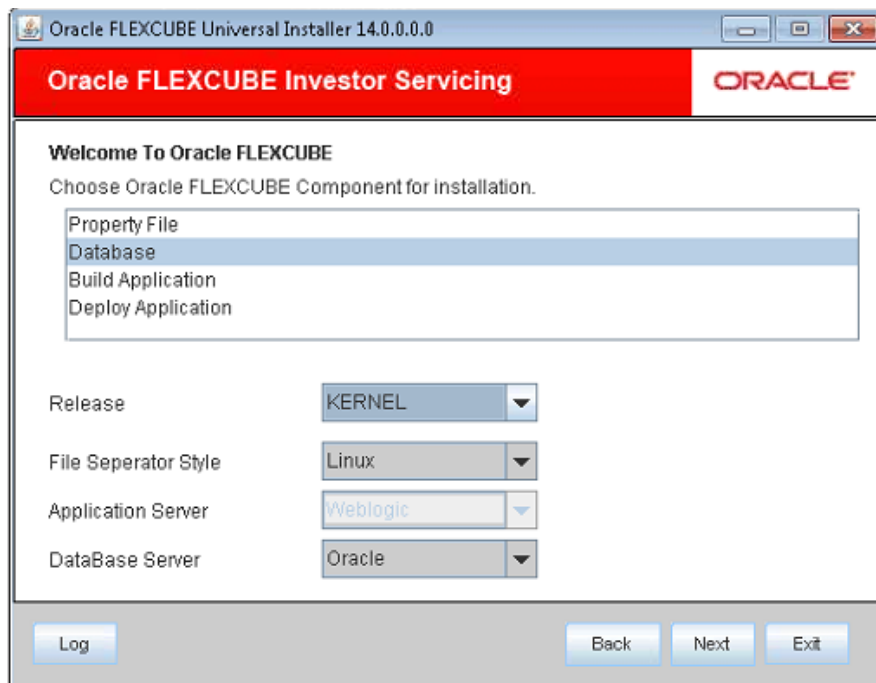 Oracle FLEXCUBE Universal Installer 14.0.0.0.0
Oracle FLEXCUBE Investor Servicing
ORACLE
Welcome To Oracle FLEXCUBE
Choose Oracle FLEXCUBE Component for installation.
Property File
Database
Build Application
Deploy Application
Release KERNEL
File Seperator Style Linux
Application Server Weblogic
DataBase Server Oracle
Log Back Next Exit